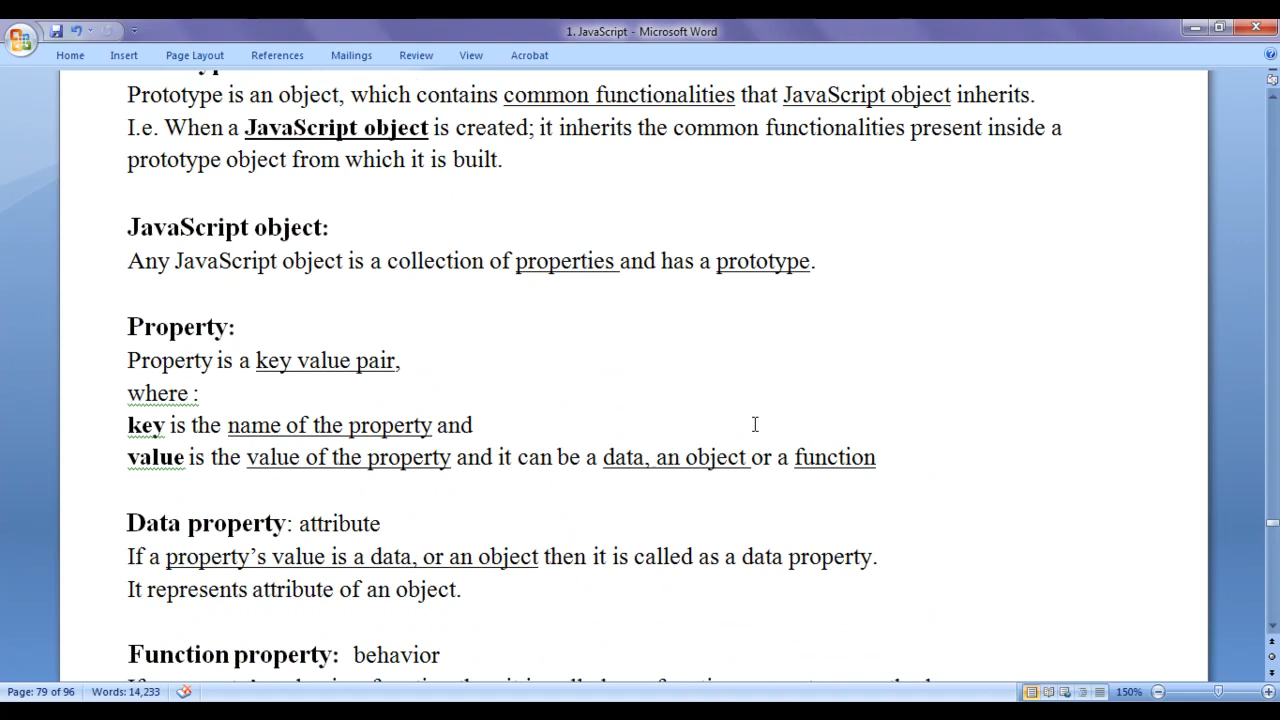 1. JavaScript - Microsoft Word
Home Insert Page Layout References Mailings Review View Acrobat
Prototype is an object, which contains common functionalities that JavaScript object inherits.
I.e. When a JavaScript object is created; it inherits the common functionalities present inside a
prototype object from which it is built.
JavaScript object:
Any JavaScript object is a collection of properties and has a prototype.
Property:
Property is a key value pair,
where :
key is the name of the property and
value is the value of the property and it can be a data, an object or a function
Data property: attribute
If a property's value is a data, or an object then it is called as a data property.
It represents attribute of an object.
Function property: behavior
Page: 79 of 96 Words: 14,233 150%